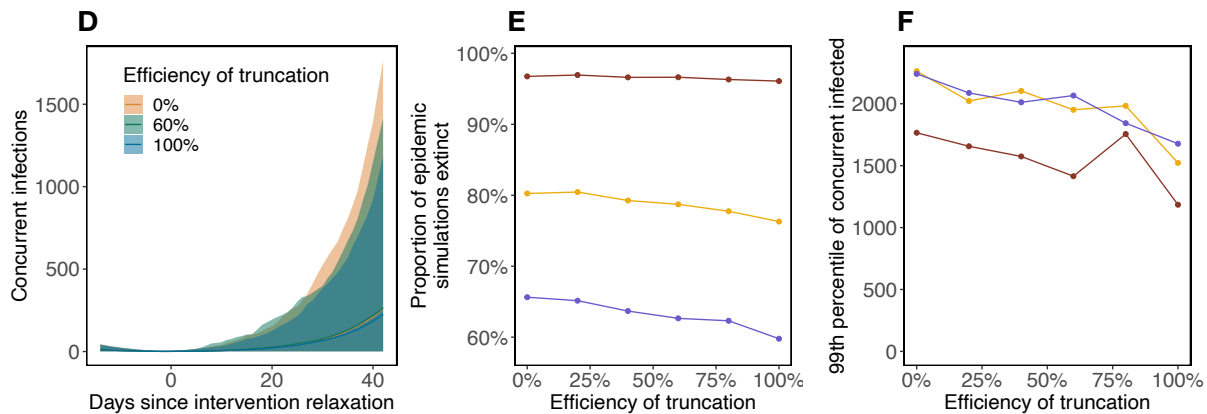 D
Concurrent infections
1500
1000
500
0
Efficiency of truncation
0%
60%
100%
0
20
40
Days since intervention relaxation
E
Proportion of epidemic
simulations extinct
100%
90%
80%
70%
60%
0%
25%
50%
75%
100%
Efficiency of truncation
F
99th percentile of concurrent infected
2000
1500
1000
500
0
0%
25%
50%
75%
100%
Efficiency of truncation